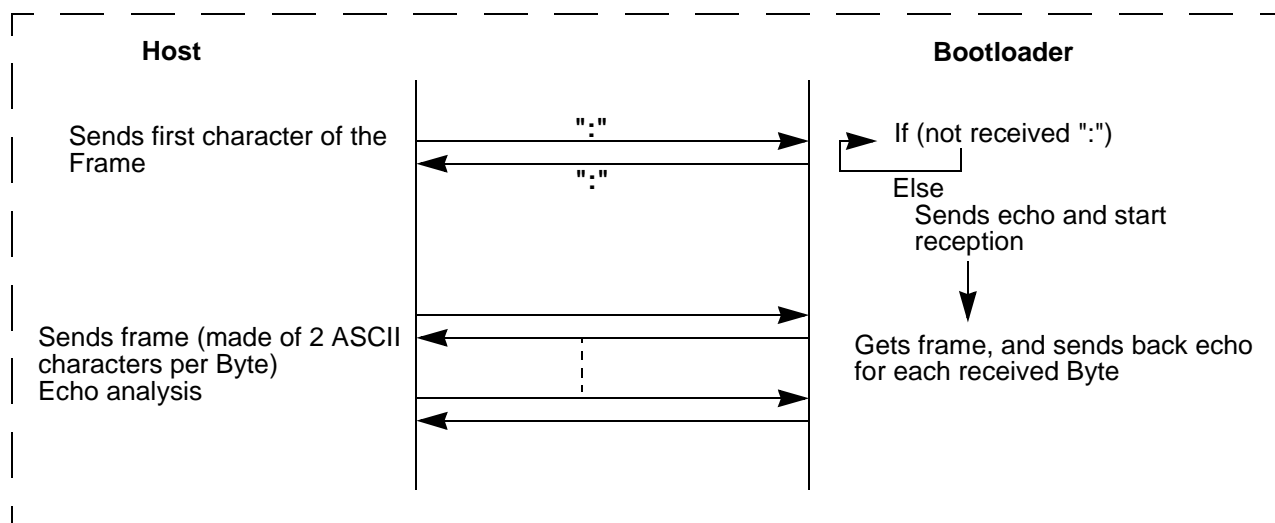 Host
Bootloader
Sends first character of the
Frame
":"
":"
If (not received ":")
Else
Sends echo and start
reception
Sends frame (made of 2 ASCII
characters per Byte)
Echo analysis
Gets frame, and sends back echo
for each received Byte